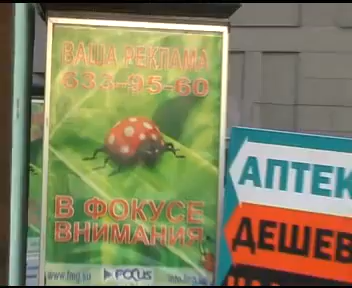 ВАША РЕКЛАМА
633-95-60
В ФОКУСЕ
ВНИМАНИЯ
www.fmg.su FOCUS
АПТЕК
ДЕШЕВ